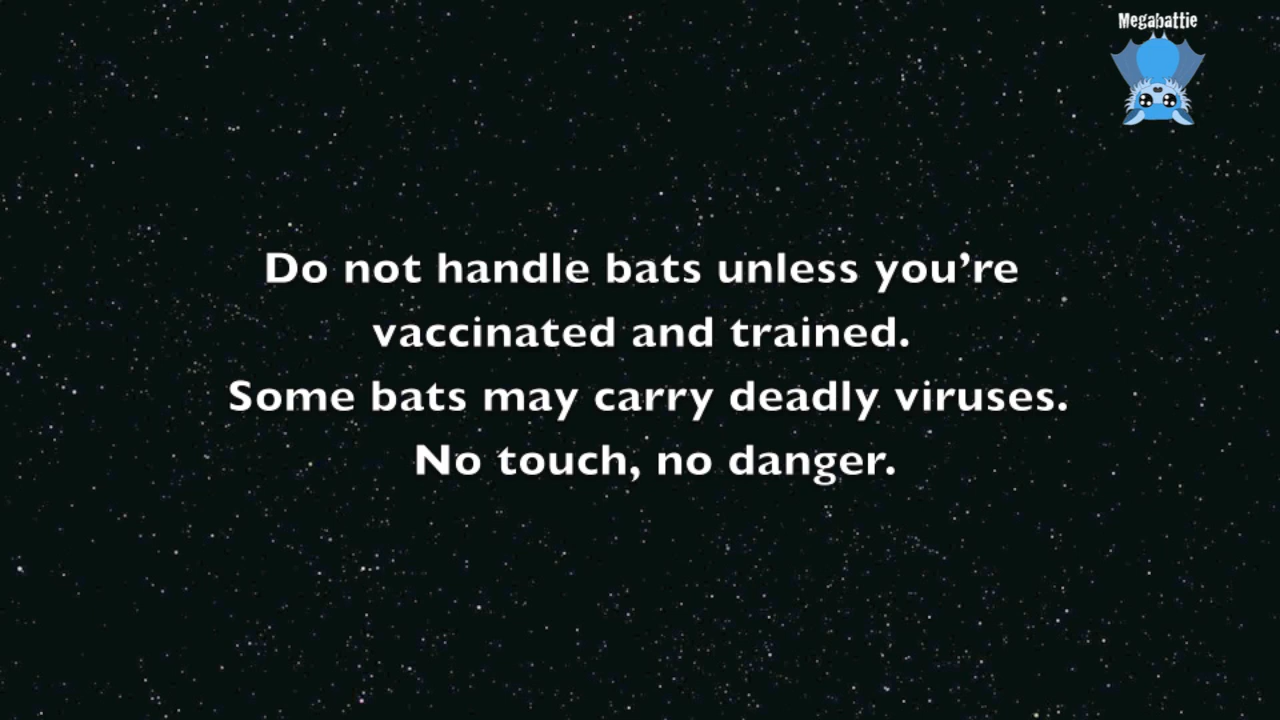 Megabattie
Do not handle bats unless you’re
vaccinated and trained.
Some bats may carry deadly viruses.
No touch, no danger.